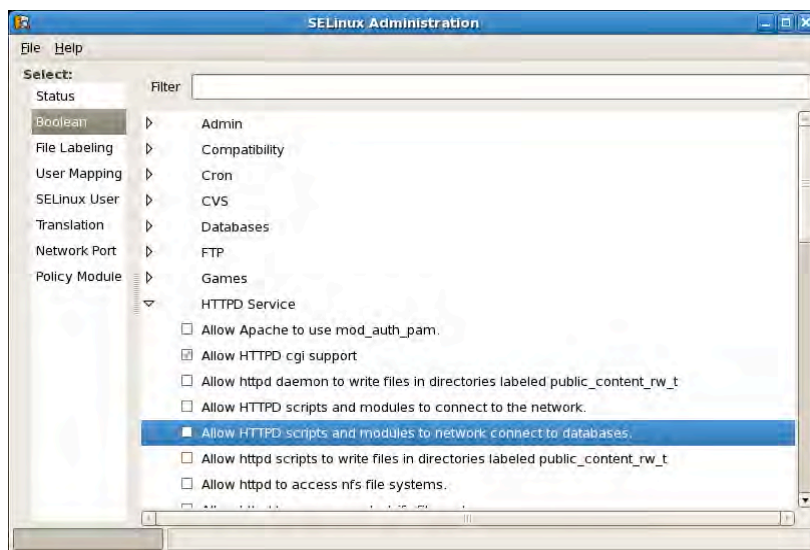 SELinux Administration
File Help
Select:
Status
Boolean
File Labeling
User Mapping
SELinux User
Translation
Network Port
Policy Module
Filter
Admin
Compatibility
Cron
CVS
Databases
FTP
Games
HTTPD Service
Allow Apache to use mod_auth_pam.
Allow HTTPD cgi support
Allow httpd daemon to write files in directories labeled public_content_rw_t
Allow HTTPD scripts and modules to connect to the network.
Allow HTTPD scripts and modules to network connect to databases.
Allow httpd scripts to write files in directories labeled public_content_rw_t
Allow httpd to access nfs file systems.